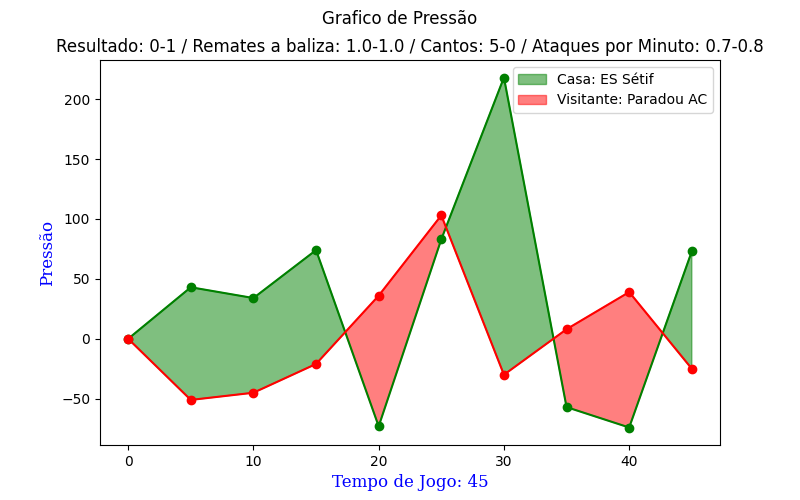 Grafico de Pressão
Resultado: 0-1 / Remates a baliza: 1.0-1.0 / Cantos: 5-0 / Ataques por Minuto: 0.7-0.8
Casa: ES Sétif
Visitante: Paradou AC
200
150
100
50
0
−50
Pressão
0 10 20 30 40
Tempo de Jogo: 45